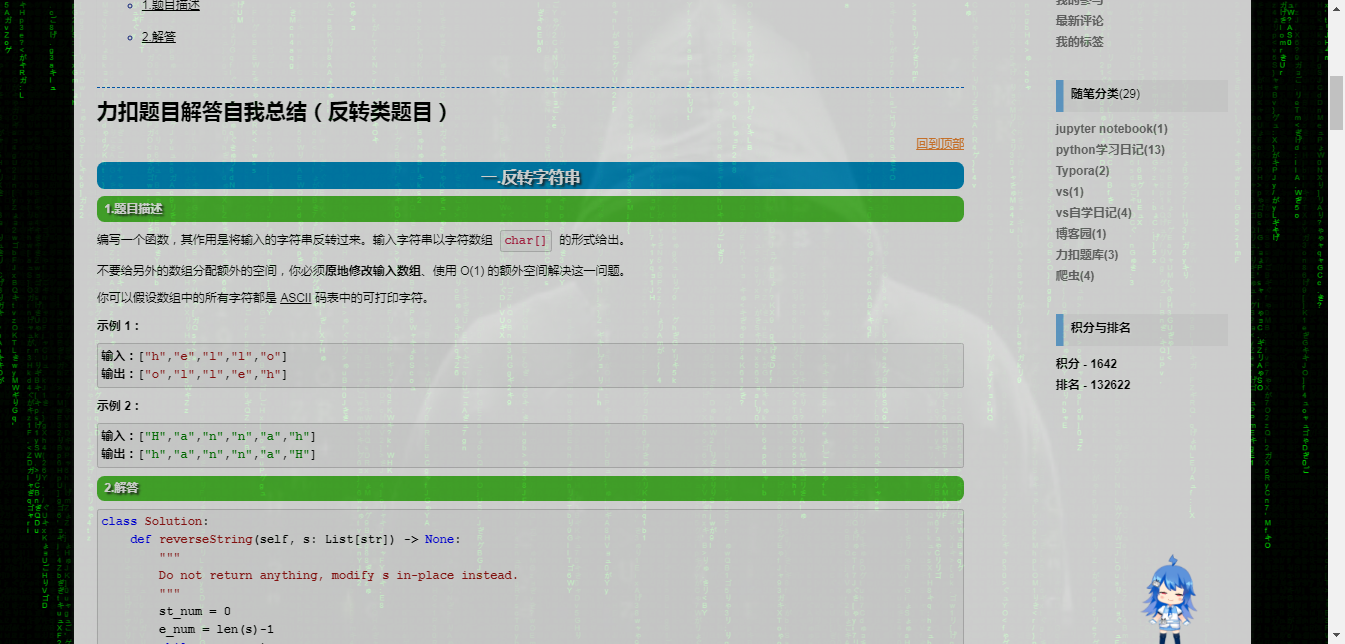 1.题目描述
2.解答
力扣题目解答自我总结（反转类题目）
回到顶部
一.反转字符串
1.题目描述
编写一个函数，其作用是将输入的字符串反转过来。输入字符串以字符数组 char[] 的形式给出。
不要给另外的数组分配额外的空间，你必须原地修改输入数组、使用 O(1) 的额外空间解决这一问题。
你可以假设数组中的所有字符都是 ASCII 码表中的可打印字符。
示例 1：
输入：["h","e","l","l","o"]
输出：["o","l","l","e","h"]
示例 2：
输入：["H","a","n","n","a","h"]
输出：["h","a","n","n","a","H"]
2.解答
class Solution:
    def reverseString(self, s: List[str]) -> None:
        """
        Do not return anything, modify s in-place instead.
        """
        st_num = 0
        e_num = len(s)-1
我的参与
最新评论
我的标签
随笔分类(29)
jupyter notebook(1)
python学习日记(13)
Typora(2)
vs(1)
vs自学日记(4)
博客园(1)
力扣题库(3)
爬虫(4)
积分与排名
积分 - 1642
排名 - 132622